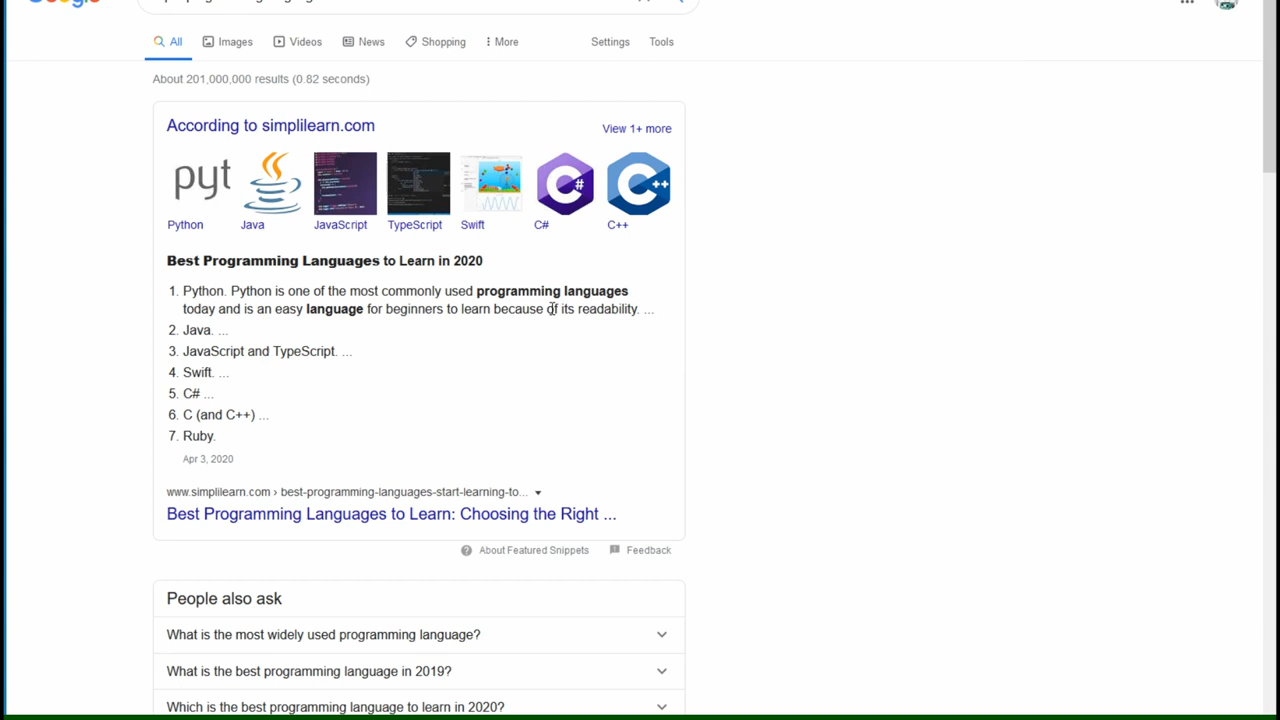 All Images Videos News Shopping More Settings Tools
About 201,000,000 results (0.82 seconds)
According to simplilearn.com
View 1+ more
pyt
Python Java JavaScript TypeScript Swift C# C++
Best Programming Languages to Learn in 2020
1. Python. Python is one of the most commonly used programming languages
today and is an easy language for beginners to learn because of its readability. ...
2. Java. ...
3. JavaScript and TypeScript. ...
4. Swift. ...
5. C# ...
6. C (and C++) ...
7. Ruby.
Apr 3, 2020
www.simplilearn.com › best-programming-languages-start-learning-to...
Best Programming Languages to Learn: Choosing the Right ...
About Featured Snippets Feedback
People also ask
What is the most widely used programming language?
What is the best programming language in 2019?
Which is the best programming language to learn in 2020?